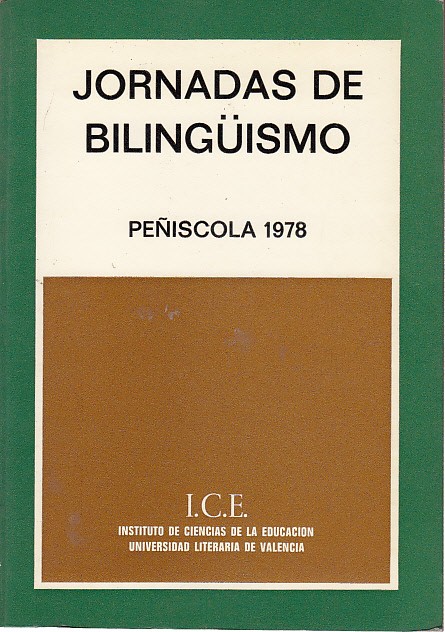 JORNADAS DE
BILINGÜISMO
PEÑISCOLA 1978
I.C.E.
INSTITUTO DE CIENCIAS DE LA EDUCACION
UNIVERSIDAD LITERARIA DE VALENCIA